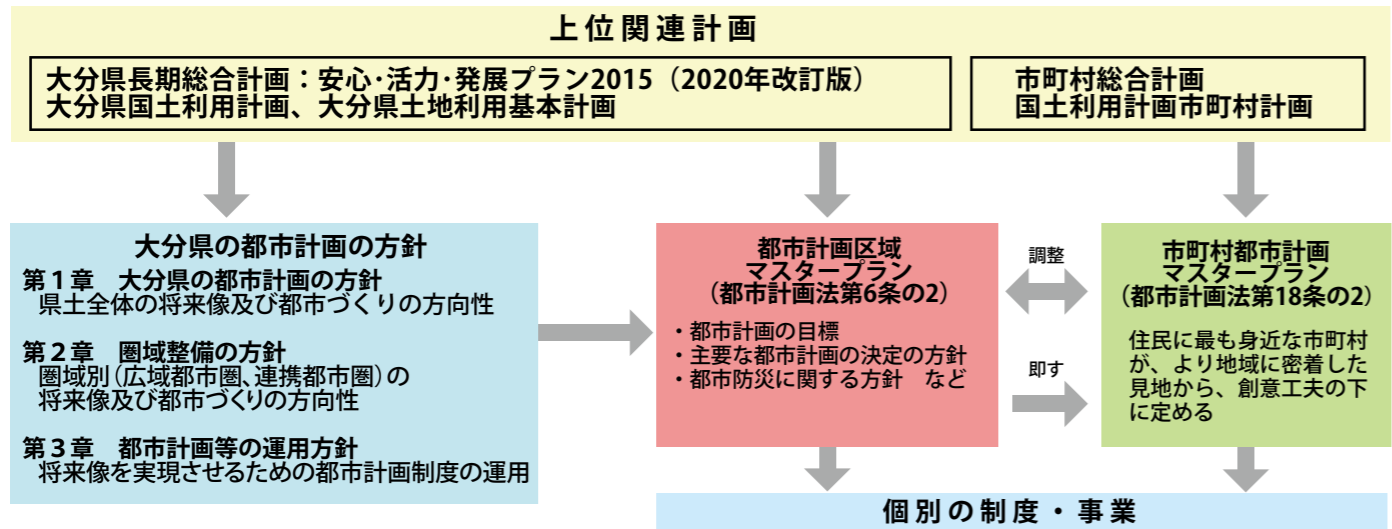 上位関連計画
大分県長期総合計画：安心・活力・発展プラン2015（2020年改訂版）
大分県国土利用計画、大分県土地利用基本計画
市町村総合計画
国土利用計画市町村計画
大分県の都市計画の方針
第１章　大分県の都市計画の方針
県土全体の将来像及び都市づくりの方向性
第２章　圏域整備の方針
圏域別（広域都市圏、連携都市圏）の
将来像及び都市づくりの方向性
第３章　都市計画等の運用方針
将来像を実現させるための都市計画制度の運用
都市計画区域
マスタープラン
（都市計画法第6条の2）
・都市計画の目標
・主要な都市計画の決定の方針
・都市防災に関する方針　など
調整
即す
市町村都市計画
マスタープラン
（都市計画法第18条の2）
住民に最も身近な市町村
が、より地域に密着した
見地から、創意工夫の下
に定める
個別の制度・事業